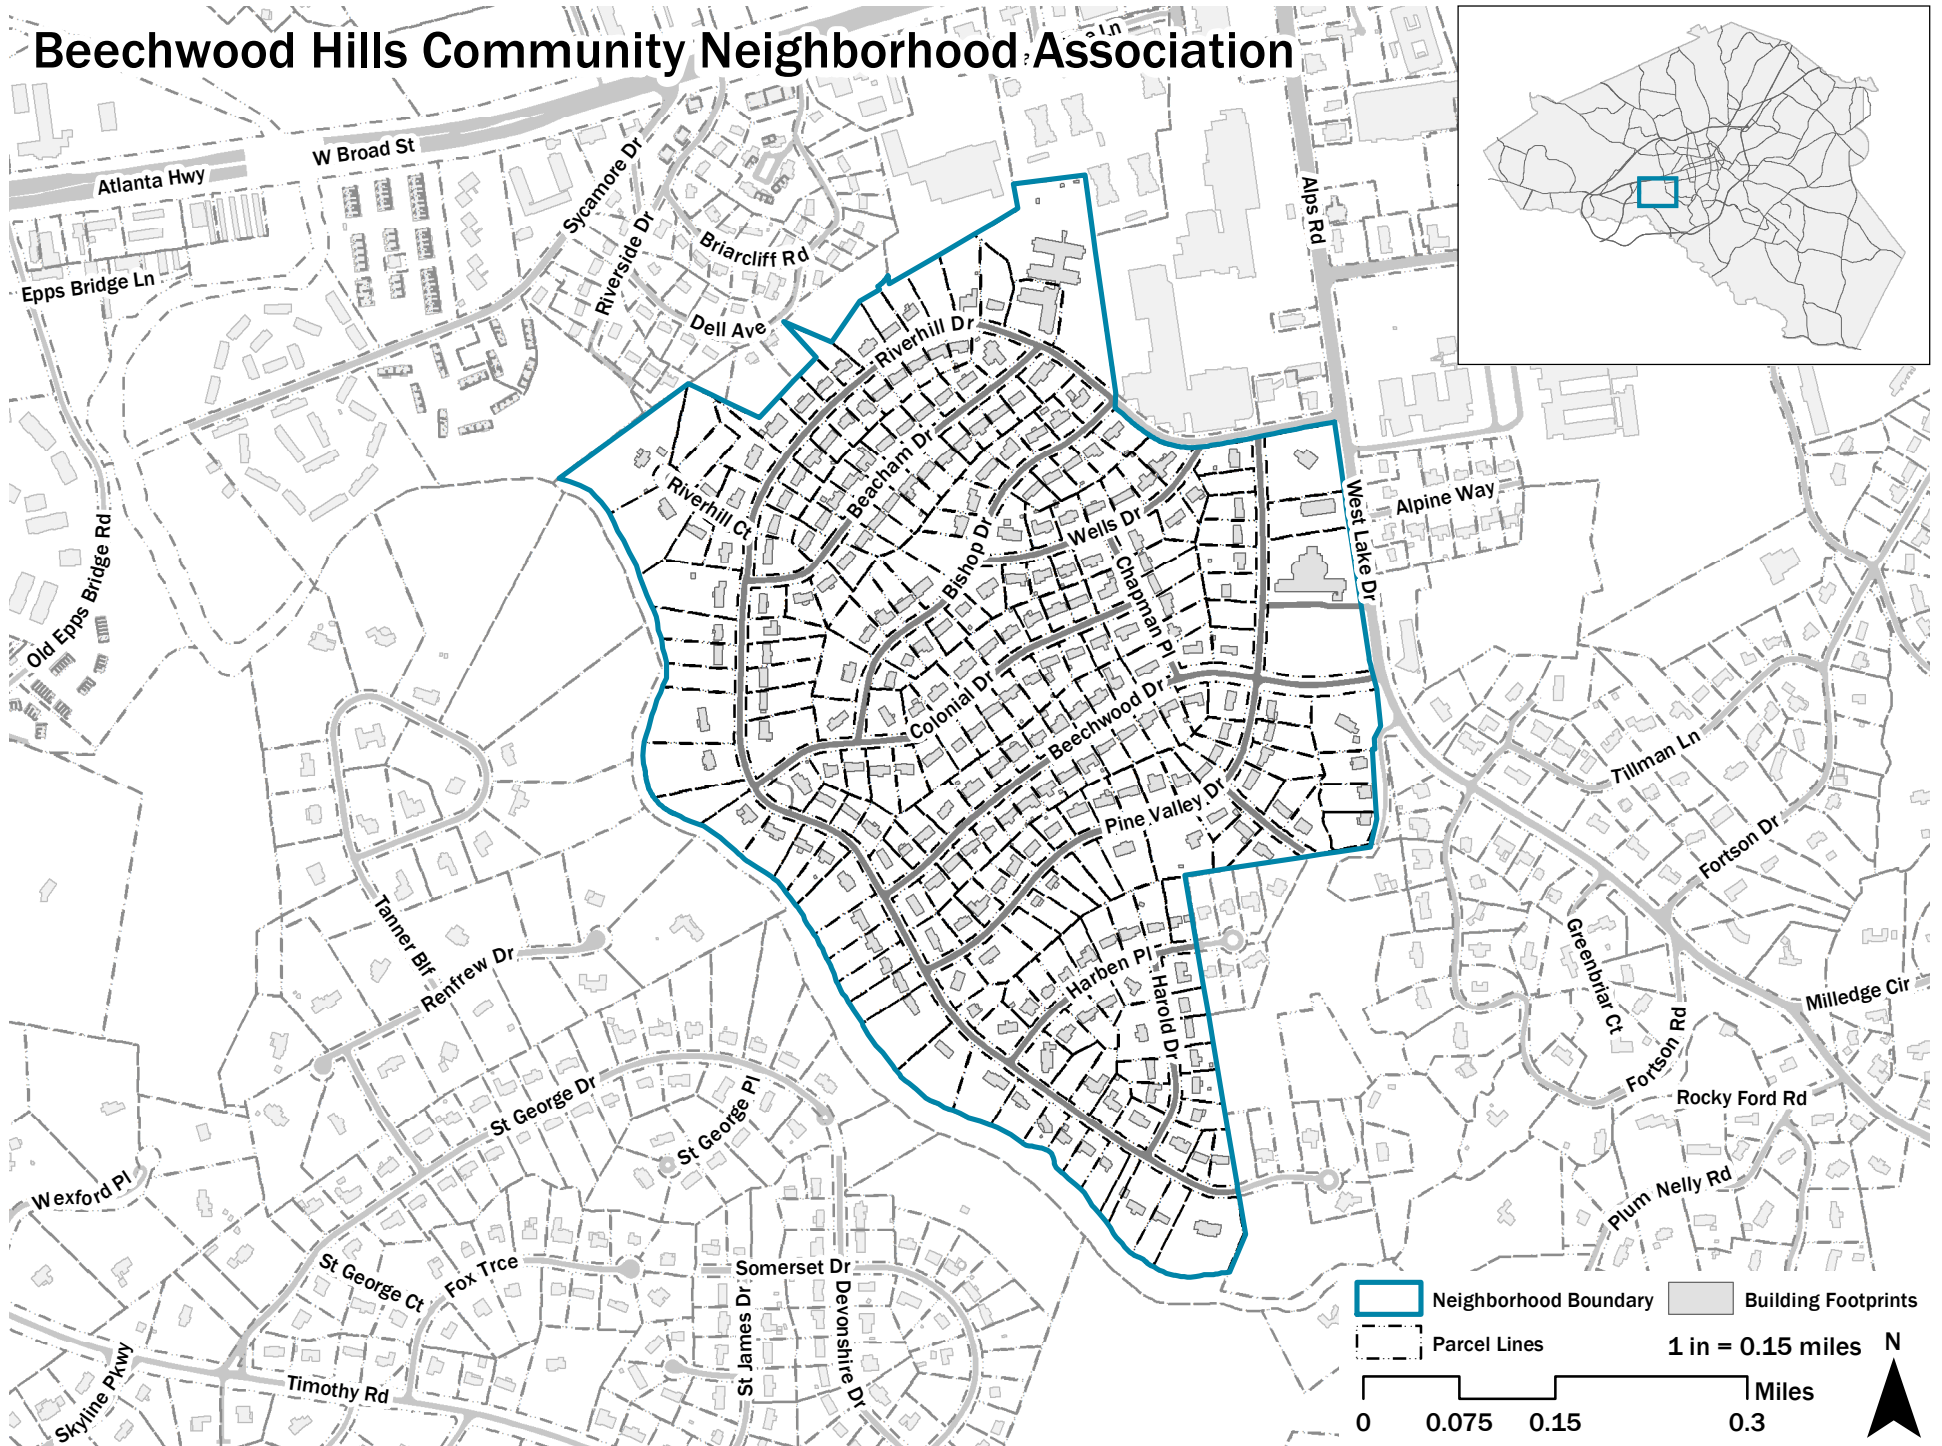 Beechwood Hills Community Neighborhood Association
W Broad St
Atlanta Hwy
Sycamore Dr
Riverside Dr
Briarcliff Rd
Alps Rd
Epps Bridge Ln
Dell Ave
Riverhill Dr
Beacham Dr
Riverhill Ct
West Lake Dr
Alpine Way
Wells Dr
Bishop Dr
Chapman Pl
Old Epps Bridge Rd
Colonial Dr
Beechwood Dr
Pine Valley Dr
Tillman Ln
Fortson Dr
Tanner Blf
Renfrew Dr
Harben Pl
Harold Dr
Greenbriar Ct
Milledge Cir
Fortson Rd
Rocky Ford Rd
St George Dr
St George Pl
Wexford Pl
Plum Nelly Rd
St George Ct
Fox Trce
Somerset Dr
St James Dr
Devonshire Dr
Timothy Rd
Skyline Pkwy
Neighborhood Boundary
Building Footprints
Parcel Lines
1 in = 0.15 miles
N
Miles
0 0.075 0.15 0.3